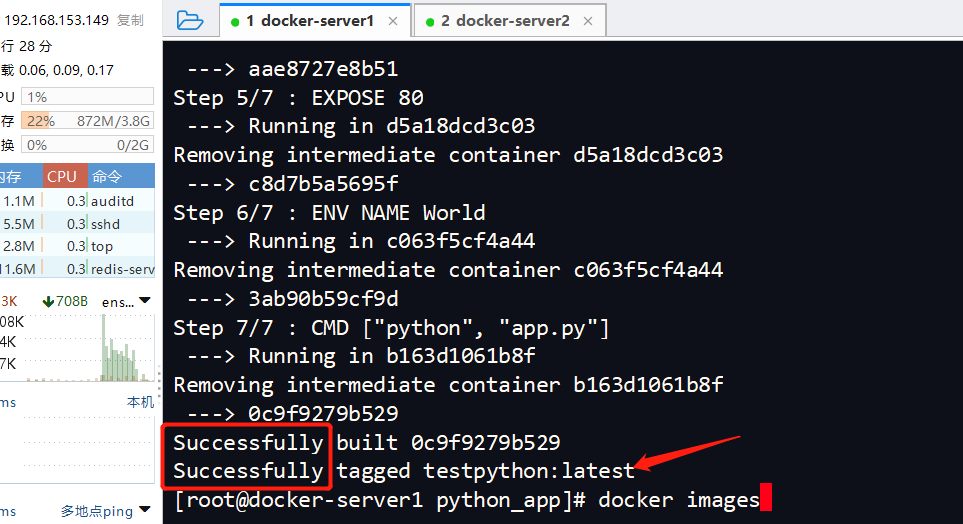 192.168.153.149 复制
1 docker-server1 ×
2 docker-server2 ×
行 28 分
载 0.06, 0.09, 0.17
PU 1%
存 22% 872M/3.8G
换 0% 0/2G
内存 CPU 命令
1.1M 0.3 auditd
5.5M 0.3 sshd
2.8M 0.3 top
11.6M 0.3 redis-serv
3K 708B ens...
08K
4K
7K
ms 本机
ms 多地点ping
---> aae8727e8b51
Step 5/7 : EXPOSE 80
---> Running in d5a18dcd3c03
Removing intermediate container d5a18dcd3c03
---> c8d7b5a5695f
Step 6/7 : ENV NAME World
---> Running in c063f5cf4a44
Removing intermediate container c063f5cf4a44
---> 3ab90b59cf9d
Step 7/7 : CMD ["python", "app.py"]
---> Running in b163d1061b8f
Removing intermediate container b163d1061b8f
---> 0c9f9279b529
Successfully built 0c9f9279b529
Successfully tagged testpython:latest
[root@docker-server1 python_app]# docker images